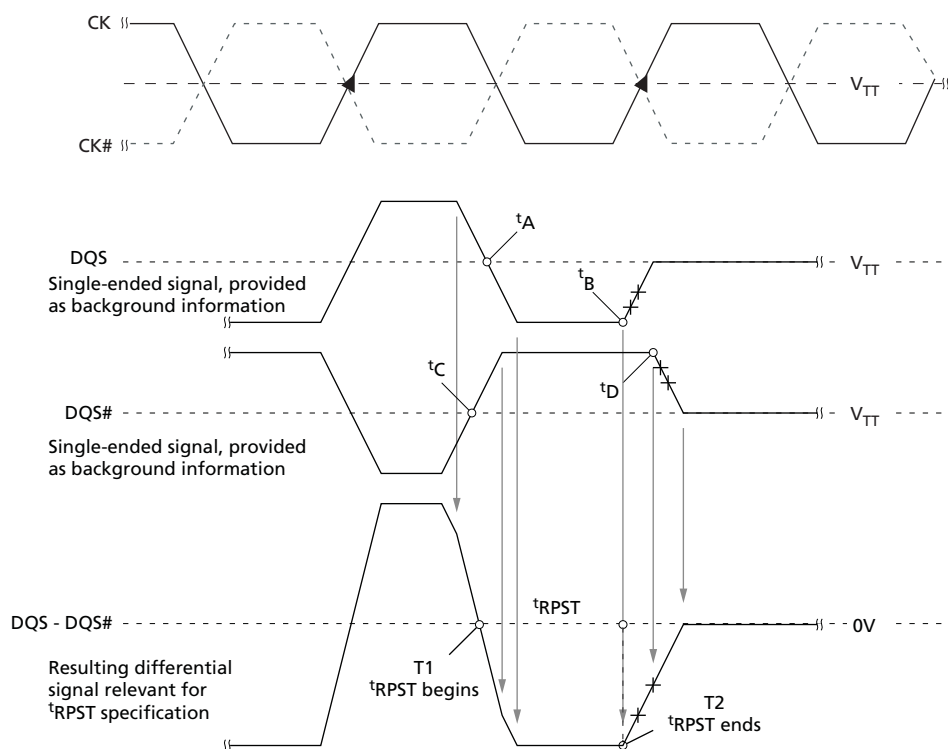 CK
VTT
CK#
tA
DQS
VTT
Single-ended signal, provided
as background information
tB
tC
tD
DQS#
VTT
Single-ended signal, provided
as background information
tRPST
DQS - DQS#
0V
Resulting differential
signal relevant for
tRPST specification
T1
tRPST begins
T2
tRPST ends